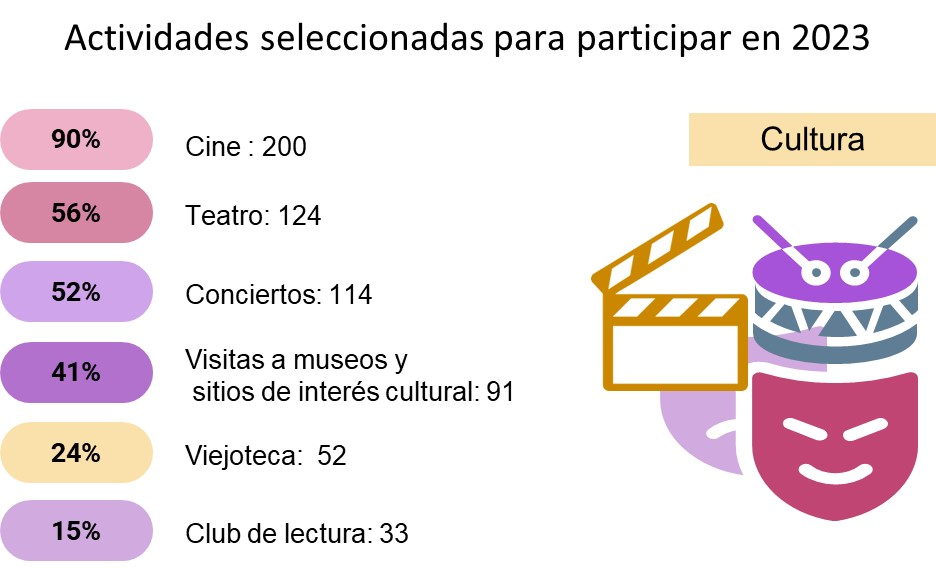 Actividades seleccionadas para participar en 2023
Cultura
90%
Cine : 200
56%
Teatro: 124
52%
Conciertos: 114
41%
Visitas a museos y
sitios de interés cultural: 91
24%
Viejoteca: 52
15%
Club de lectura: 33